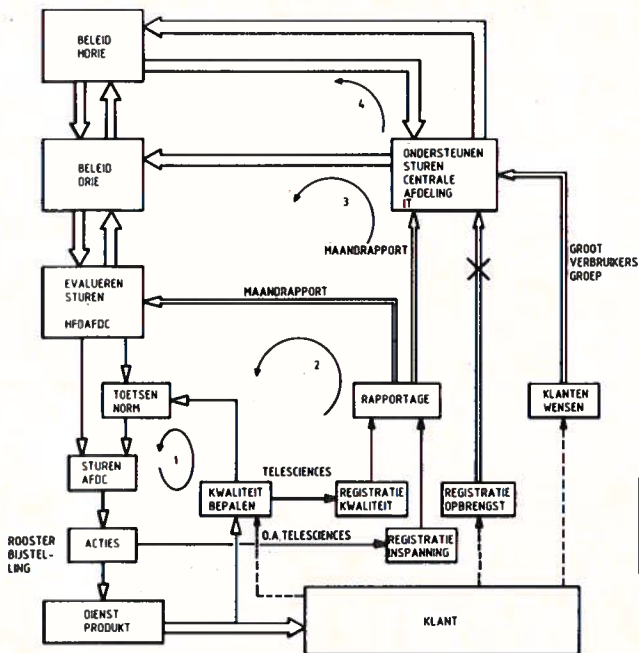 BELEID
HDRIE
4
BELEID
DRIE
ONDERSTEUNEN
STUREN
CENTRALE
AFDELING
IT
3
MAANDRAPPORT
GROOT
VERBRUIKERS
GROEP
EVALUEREN
STUREN
HFDAFDC
MAANDRAPPORT
2
TOETSEN
NORM
RAPPORTAGE
KLANTEN
WENSEN
1
STUREN
AFDC
TELESCIENCES
KWALITEIT
BEPALEN
REGISTRATIE
KWALITEIT
REGISTRATIE
OPBRENGST
ROOSTER
BIJSTEL-
LING
ACTIES
O.A. TELESCIENCES
REGISTRATIE
INSPANNING
DIENST
PRODUKT
KLANT